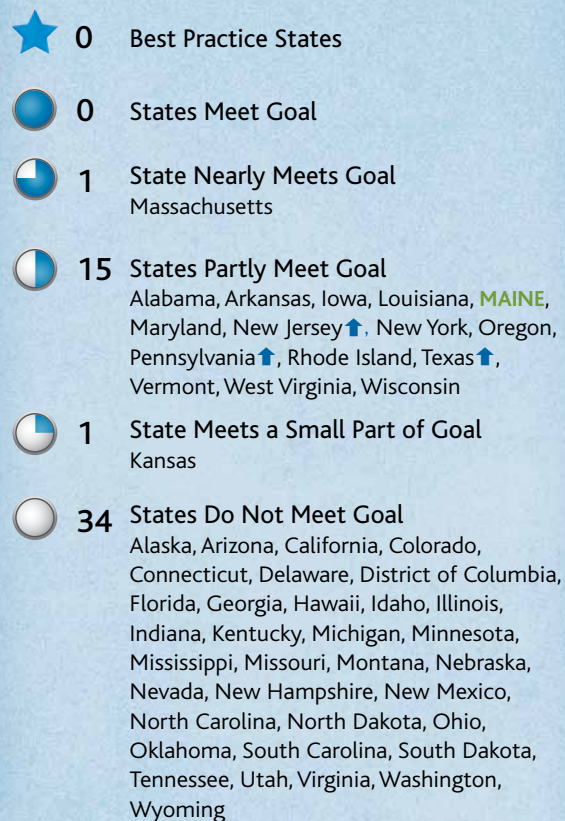 0 Best Practice States
0 States Meet Goal
1 State Nearly Meets Goal
Massachusetts
15 States Partly Meet Goal
Alabama, Arkansas, Iowa, Louisiana, MAINE,
Maryland, New Jersey⬆, New York, Oregon,
Pennsylvania⬆, Rhode Island, Texas⬆,
Vermont, West Virginia, Wisconsin
1 State Meets a Small Part of Goal
Kansas
34 States Do Not Meet Goal
Alaska, Arizona, California, Colorado,
Connecticut, Delaware, District of Columbia,
Florida, Georgia, Hawaii, Idaho, Illinois,
Indiana, Kentucky, Michigan, Minnesota,
Mississippi, Missouri, Montana, Nebraska,
Nevada, New Hampshire, New Mexico,
North Carolina, North Dakota, Ohio,
Oklahoma, South Carolina, South Dakota,
Tennessee, Utah, Virginia, Washington,
Wyoming